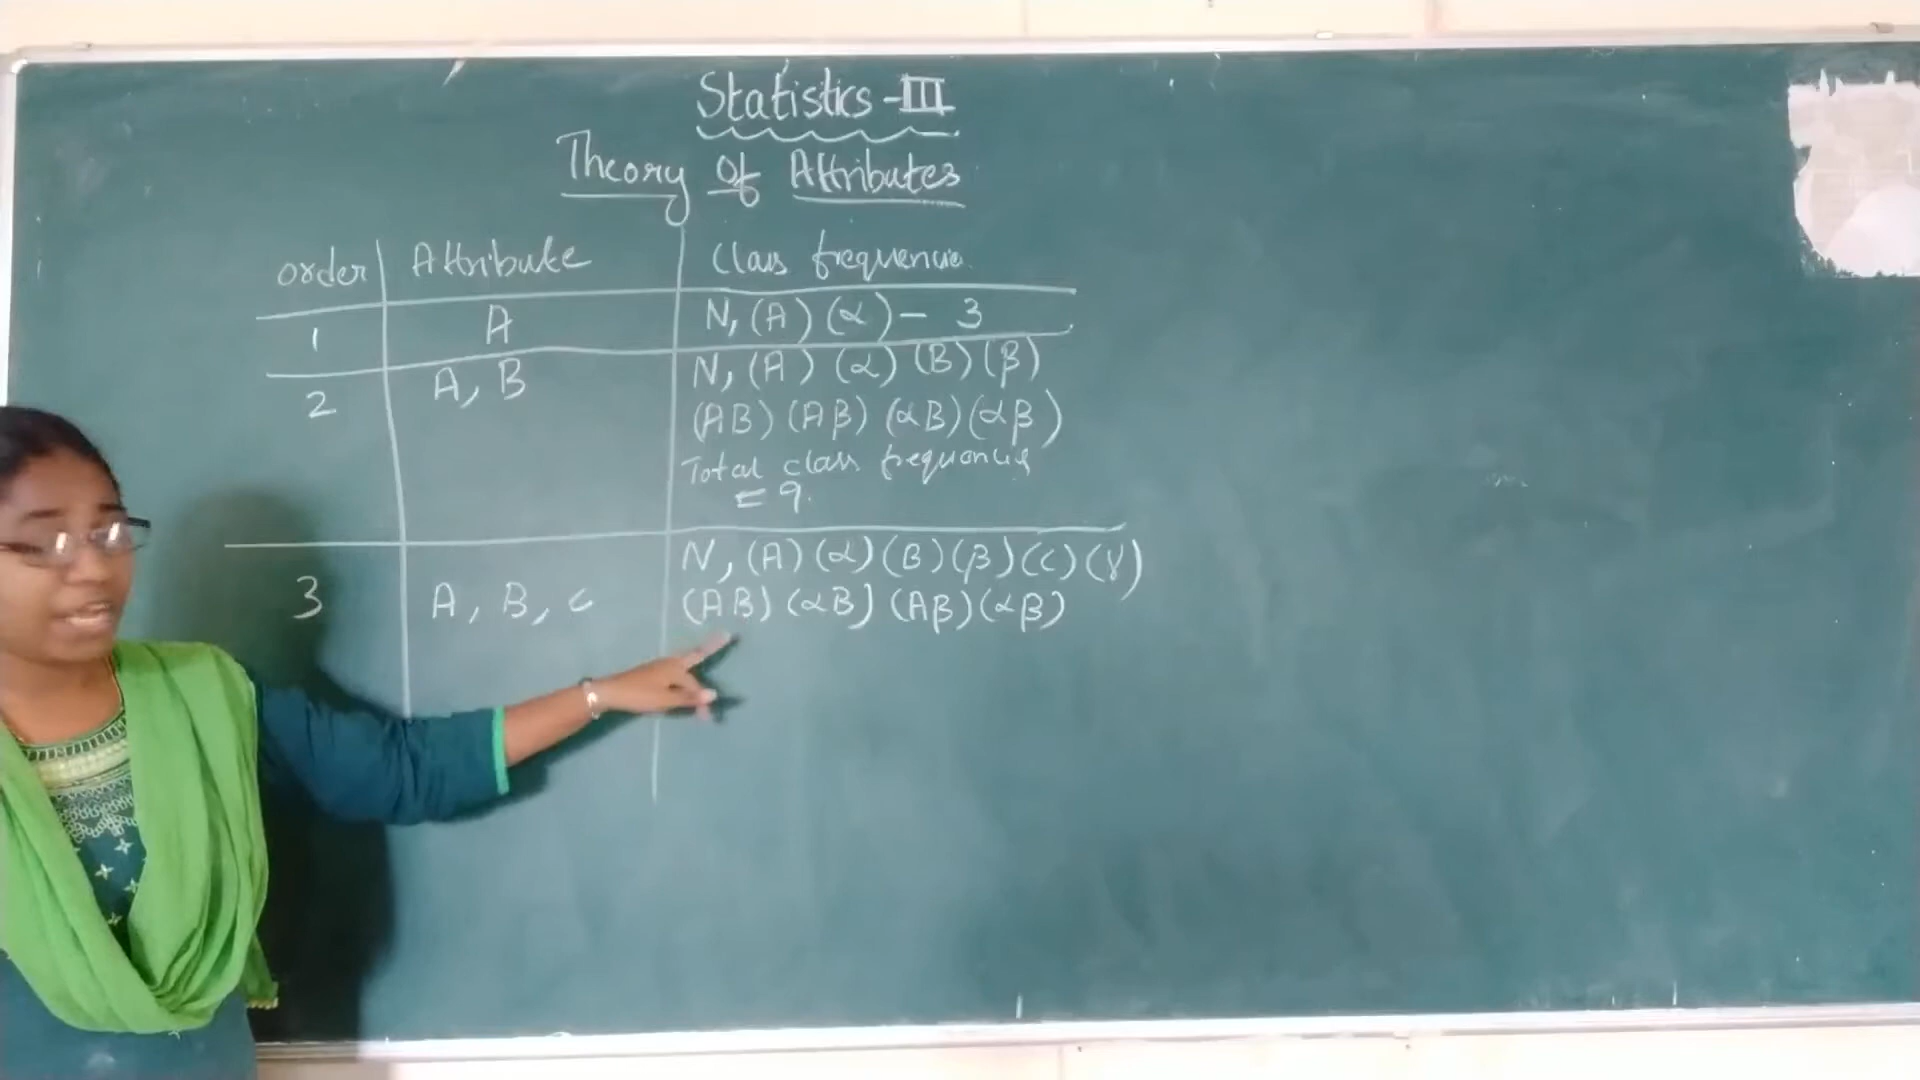 Statistics-III
Theory Of Attributes
order Attribute Class frequencies
1 A N, (A) (α) - 3
2 A, B N, (A) (α) (B) (β)
(AB) (Aβ) (αB) (αβ)
Total class frequencies
= 9.
3 A, B, C N, (A) (α) (B) (β) (C) (γ)
(AB) (αB) (Aβ) (αβ)